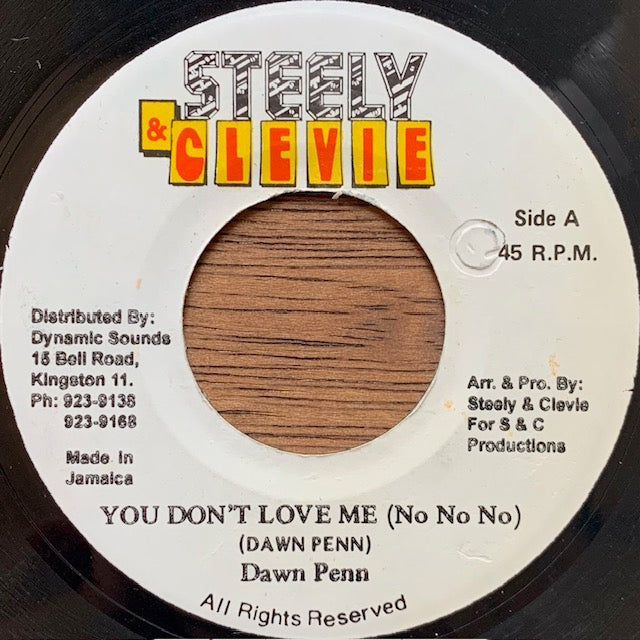 STEELY
& CLEVIE
Side A
45 R.P.M.
Distributed By:
Dynamic Sounds
15 Bell Road,
Kingston 11.
Ph: 923-9138
923-9168
Made In
Jamaica
Arr. & Pro. By:
Steely & Clevie
For S & C
Productions
YOU DON'T LOVE ME (No No No)
(DAWN PENN)
Dawn Penn
All Rights Reserved